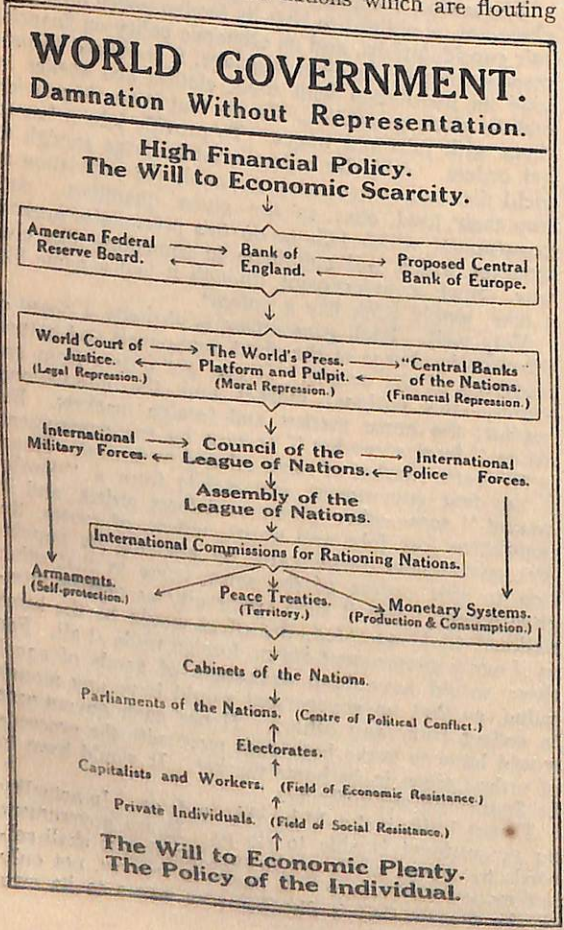 which are flouting
WORLD GOVERNMENT.
Damnation Without Representation.
High Financial Policy.
The Will to Economic Scarcity.
American Federal Reserve Board.
Bank of England.
Proposed Central Bank of Europe.
World Court of Justice.
(Legal Repression.)
The World's Press.
Platform and Pulpit.
(Moral Repression.)
"Central Banks"
of the Nations.
(Financial Repression.)
International
Military Forces.
Council of the
League of Nations.
International
Police Forces.
Assembly of the
League of Nations.
International Commissions for Rationing Nations.
Armaments.
(Self-protection.)
Peace Treaties.
(Territory.)
Monetary Systems.
(Production & Consumption.)
Cabinets of the Nations.
Parliaments of the Nations. (Centre of Political Conflict.)
Electorates.
Capitalists and Workers. (Field of Economic Resistance.)
Private Individuals. (Field of Social Resistance.)
The Will to Economic Plenty.
The Policy of the Individual.